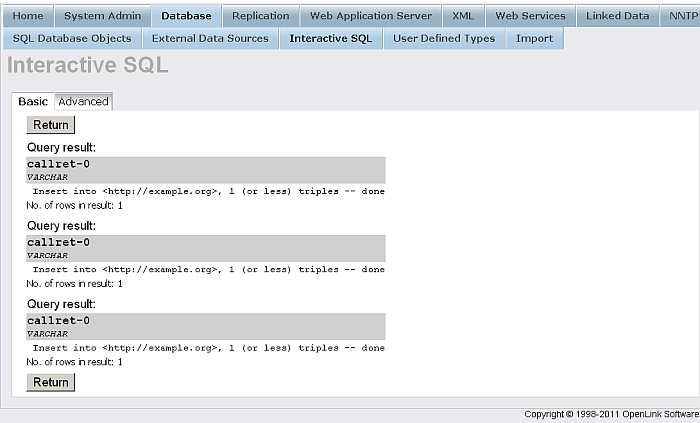 Home System Admin Database Replication Web Application Server XML Web Services Linked Data NNTP
SQL Database Objects External Data Sources Interactive SQL User Defined Types Import
Interactive SQL
Basic Advanced
Return
Query result:
callret-0
VARCHAR
Insert into <http://example.org>, 1 (or less) triples -- done
No. of rows in result: 1
Query result:
callret-0
VARCHAR
Insert into <http://example.org>, 1 (or less) triples -- done
No. of rows in result: 1
Query result:
callret-0
VARCHAR
Insert into <http://example.org>, 1 (or less) triples -- done
No. of rows in result: 1
Return
Copyright © 1998-2011 OpenLink Software